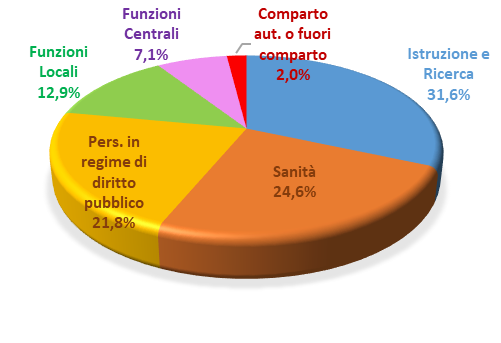 Comparto
aut. o fuori
comparto
2,0%
Istruzione e
Ricerca
31,6%
Sanità
24,6%
Pers. in
regime di
diritto
pubblico
21,8%
Funzioni
Locali
12,9%
Funzioni
Centrali
7,1%